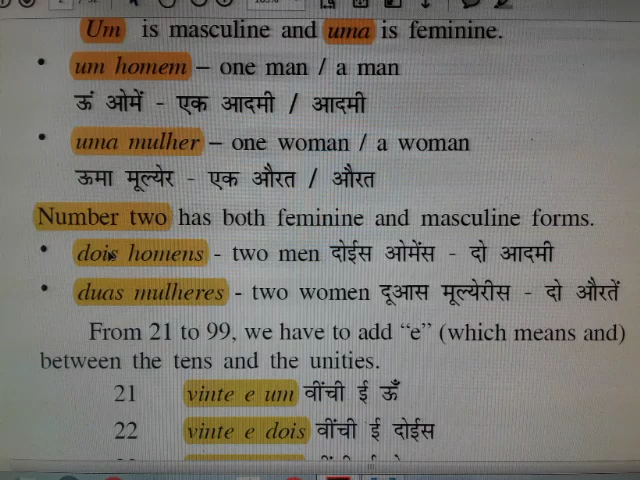 Um is masculine and uma is feminine.
• um homem – one man / a man
ऊं ओमें - एक आदमी / आदमी
• uma mulher – one woman / a woman
ऊमा मूल्येर - एक औरत / औरत
Number two has both feminine and masculine forms.
• dois homens - two men दोईस ओमेंस - दो आदमी
• duas mulheres - two women दूआस मूल्येरीस - दो औरतें
From 21 to 99, we have to add “e” (which means and)
between the tens and the unities.
21 vinte e um वींची ई ऊँ
22 vinte e dois वींची ई दोईस